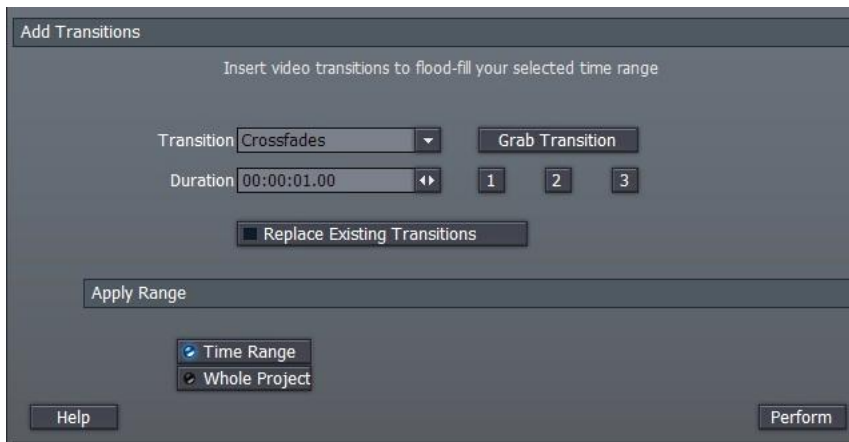 Add Transitions
Insert video transitions to flood-fill your selected time range
Transition Crossfades Grab Transition
Duration 00:00:01.00 1 2 3
Replace Existing Transitions
Apply Range
Time Range
Whole Project
Help Perform